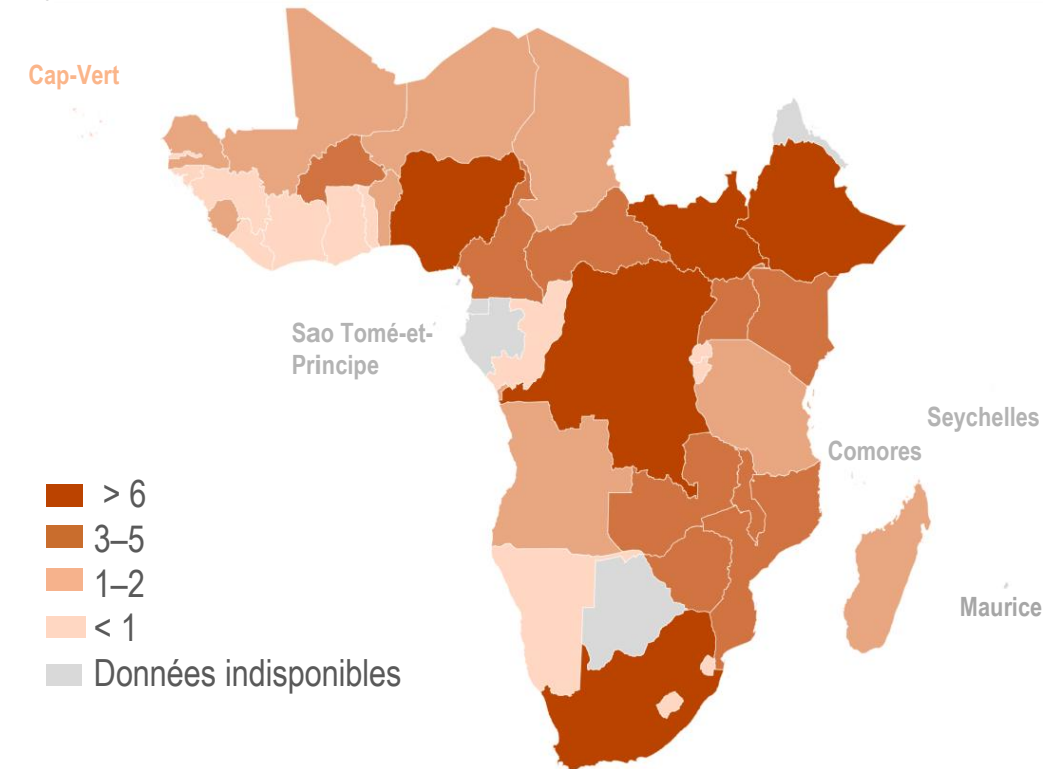 Cap-Vert
Sao Tomé-et-
Principe
Seychelles
Comores
Maurice
> 6
3–5
1–2
< 1
Données indisponibles